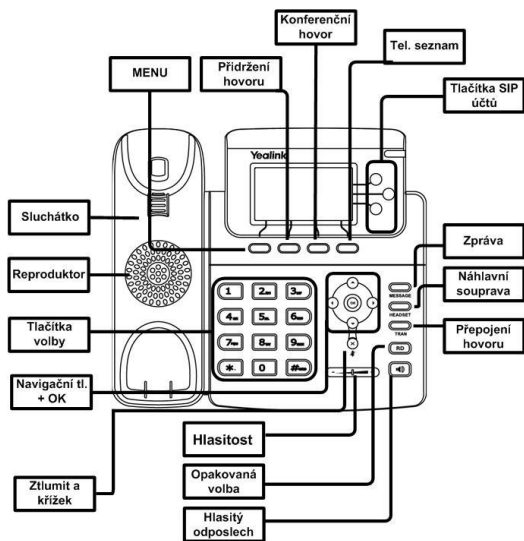 Konferenční
hovor
Tel. seznam
MENU
Přidržení
hovoru
Tlačítka SIP
účtů
Yealink
Sluchátko
Zpráva
Reproduktor
Náhlavní
souprava
MESSAGE
HEADSET
TRAN
Tlačítka
volby
1
2
3
4
5
6
7
8
9
*
0
#
OK
Přepojení
hovoru
RD
Navigační tl.
+ OK
Hlasitost
Ztlumit a
křížek
Opakovaná
volba
Hlasitý
odposlech